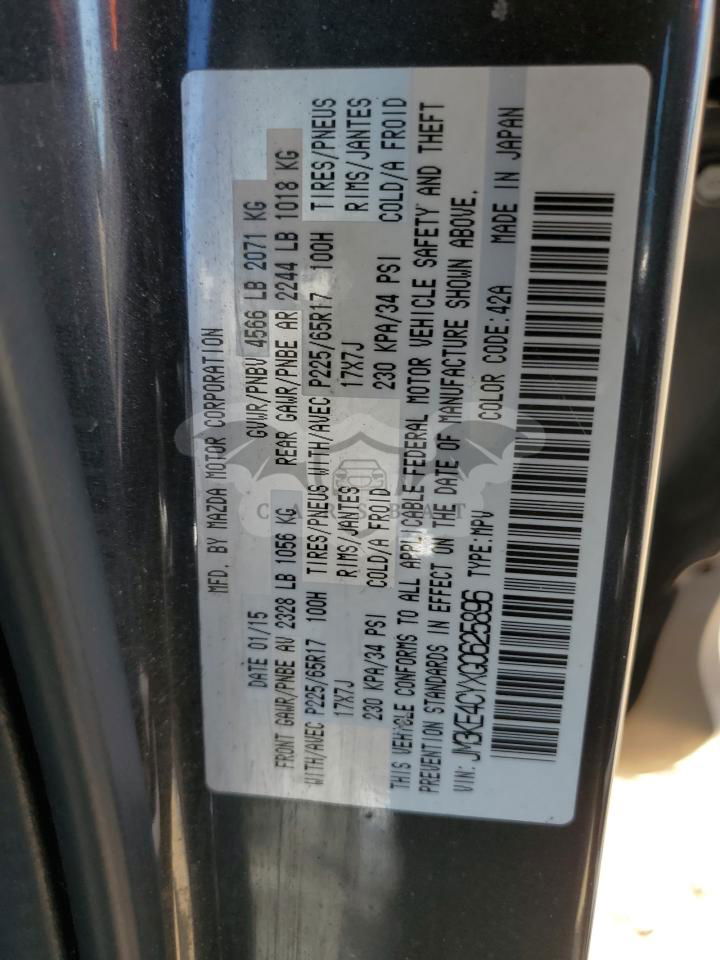 MFD. BY MAZDA MOTOR CORPORATION
DATE 01/15 GVWR/PNBV 4566 LB 2071 KG
FRONT GAWR/PNBE AV 2328 LB 1056 KG REAR GAWR/PNBE AR 2244 LB 1018 KG
WITH/AVEC P225/65R17 100H TIRES/PNEUS WITH/AVEC P225/65R17 100H TIRES/PNEUS
17X7J RIMS/JANTES 17X7J RIMS/JANTES
230 KPA/34 PSI COLD/A FROID 230 KPA/34 PSI COLD/A FROID
THIS VEHICLE CONFORMS TO ALL APPLICABLE FEDERAL MOTOR VEHICLE SAFETY AND THEFT
PREVENTION STANDARDS IN EFFECT ON THE DATE OF MANUFACTURE SHOWN ABOVE.
VIN: JM3KE4CYXG0625896 TYPE:MPV COLOR CODE:42A MADE IN JAPAN
CARSBAT